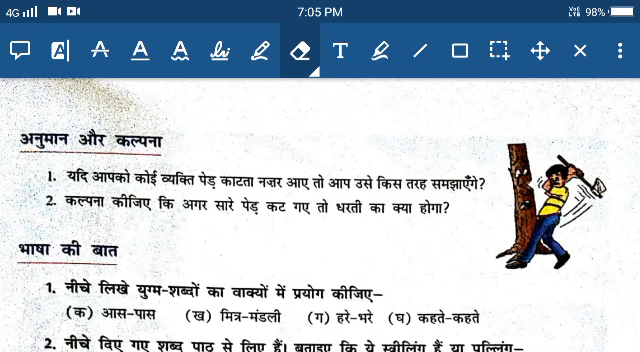 4G 7:05 PM VoD LTE 98%
A A A A T
अनुमान और कल्पना
1. यदि आपको कोई व्यक्ति पेड़ काटता नज़र आए तो आप उसे किस तरह समझाएँगे?
2. कल्पना कीजिए कि अगर सारे पेड़ कट गए तो धरती का क्या होगा?
भाषा की बात
1. नीचे लिखे युग्म-शब्दों का वाक्यों में प्रयोग कीजिए–
(क) आस-पास (ख) मित्र-मंडली (ग) हरे-भरे (घ) कहते-कहते
2. नीचे दिए गए शब्द पाठ से लिए हैं। बताइए कि ये स्त्रीलिंग हैं या पुल्लिंग–